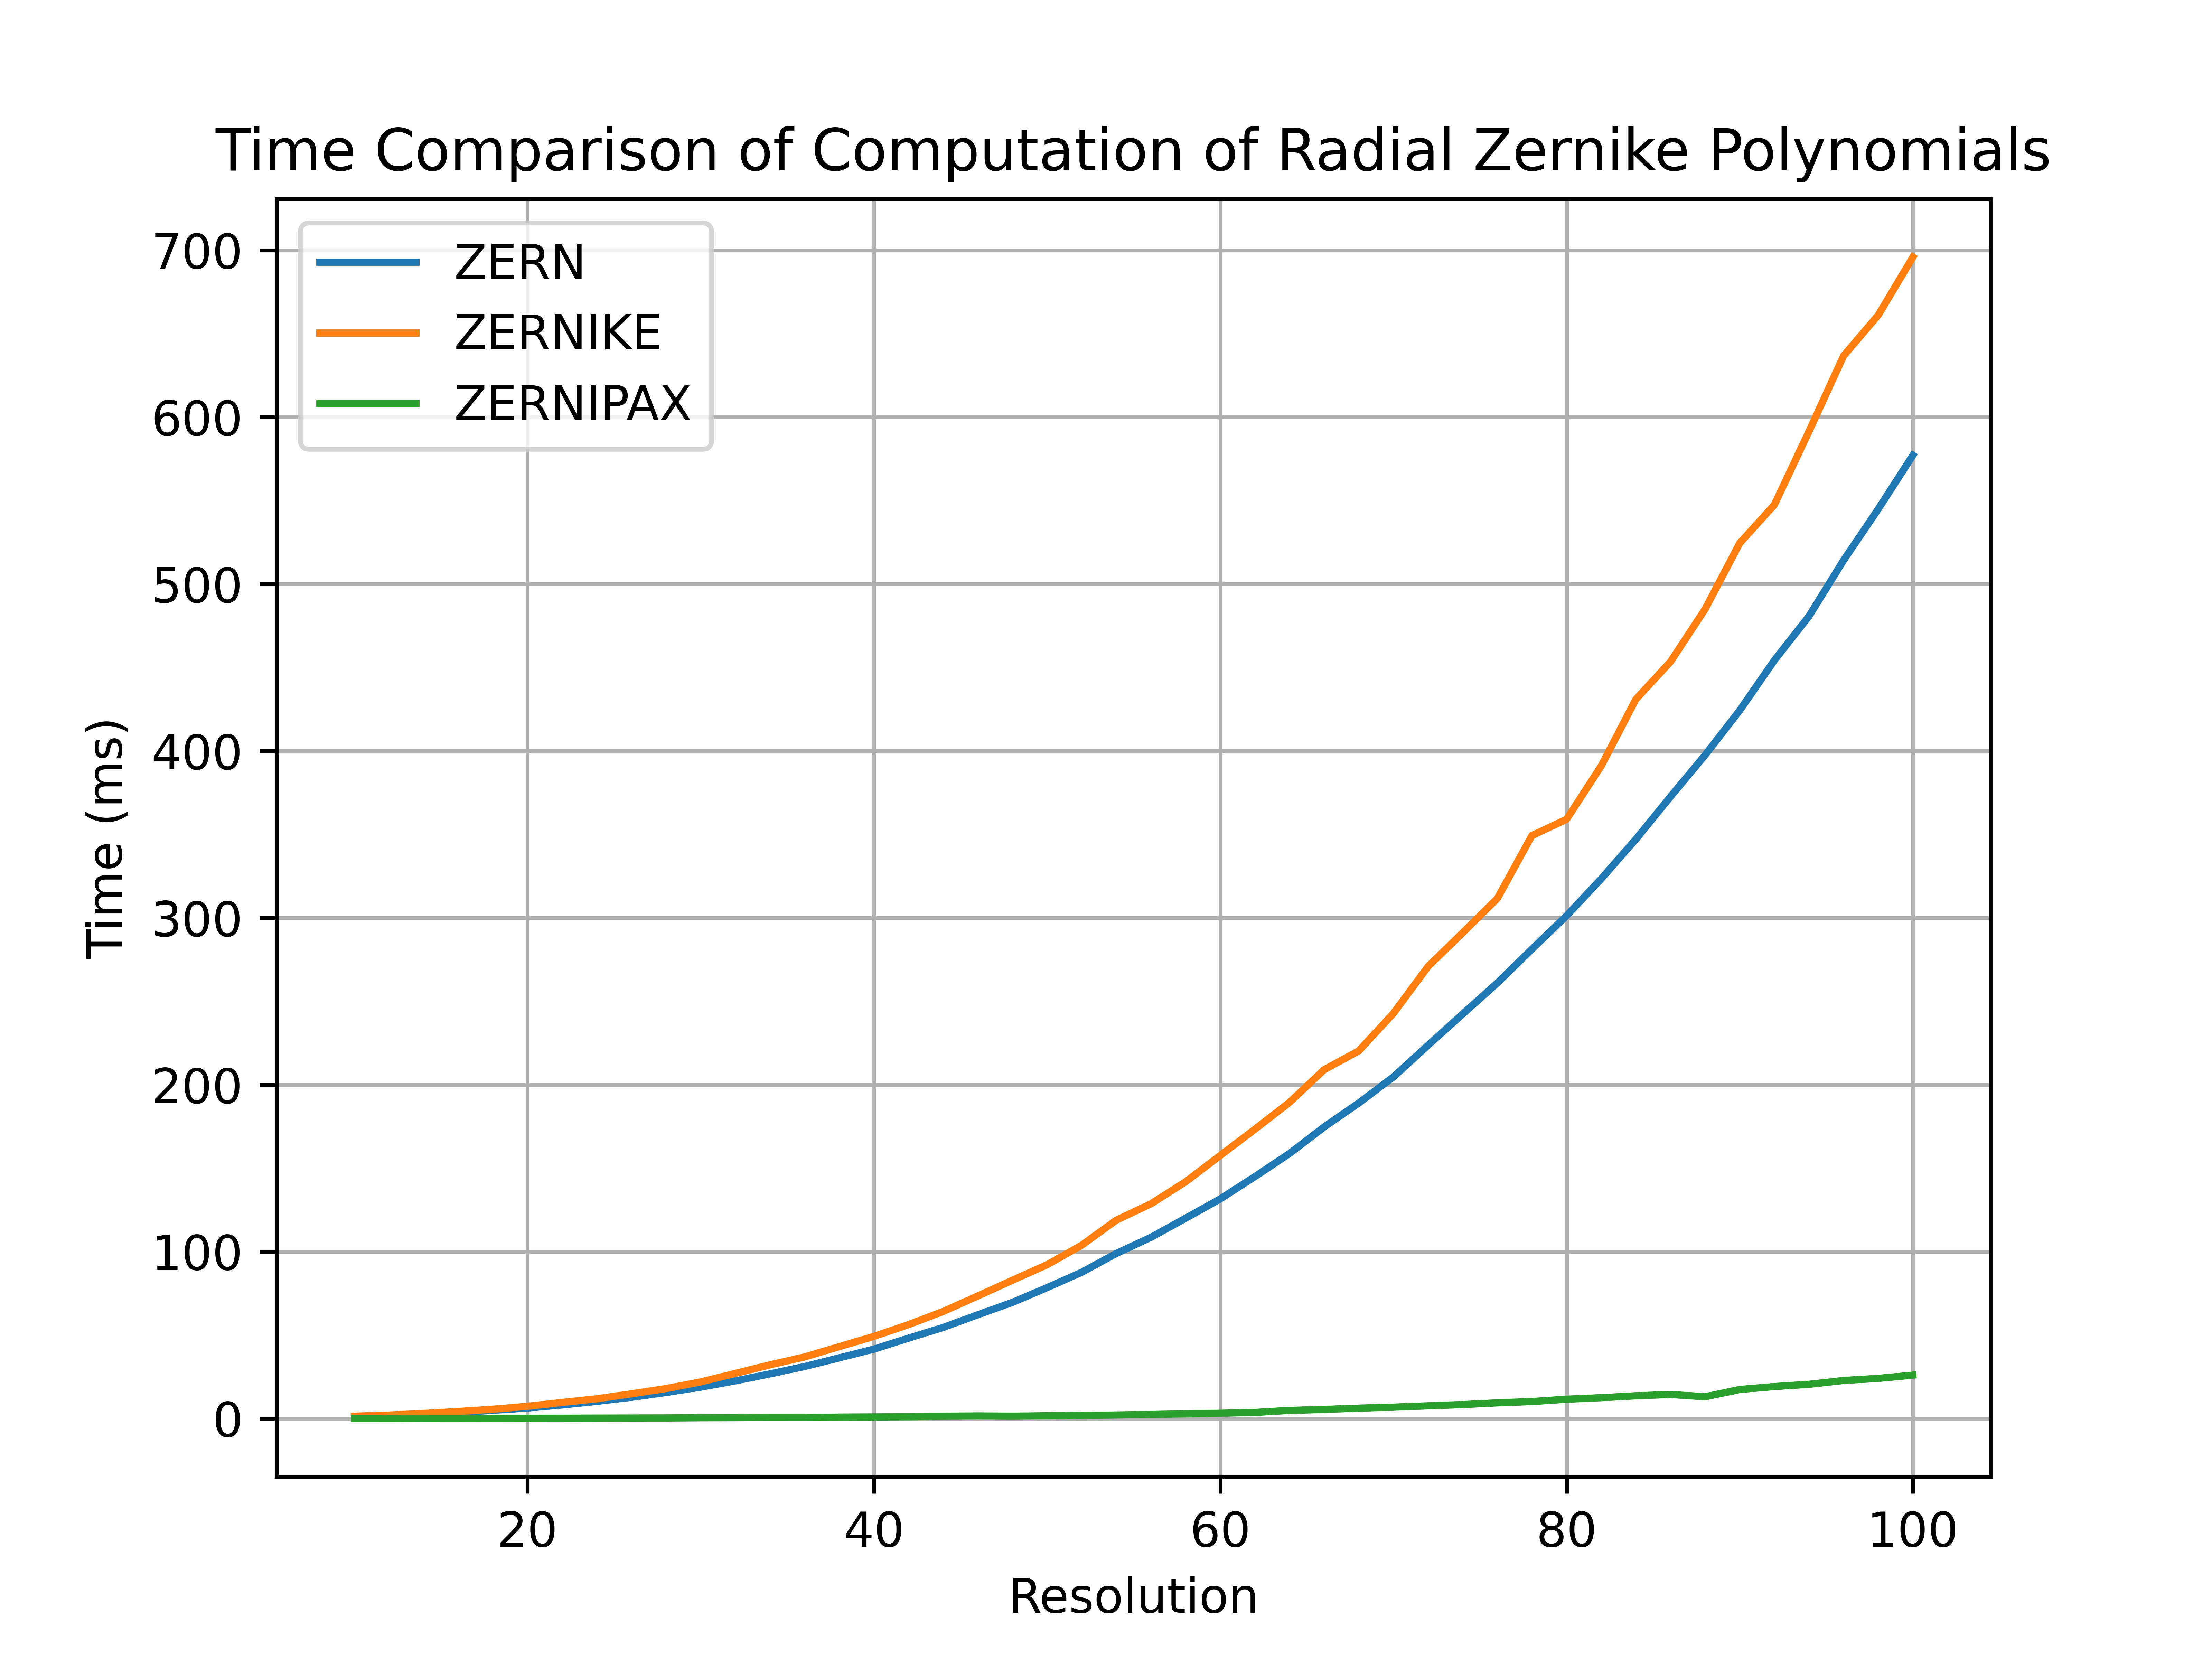 Time Comparison of Computation of Radial Zernike Polynomials
ZERN
ZERNIKE
ZERNIPAX
700
600
500
400
300
200
100
0
Time (ms)
20 40 60 80 100
Resolution